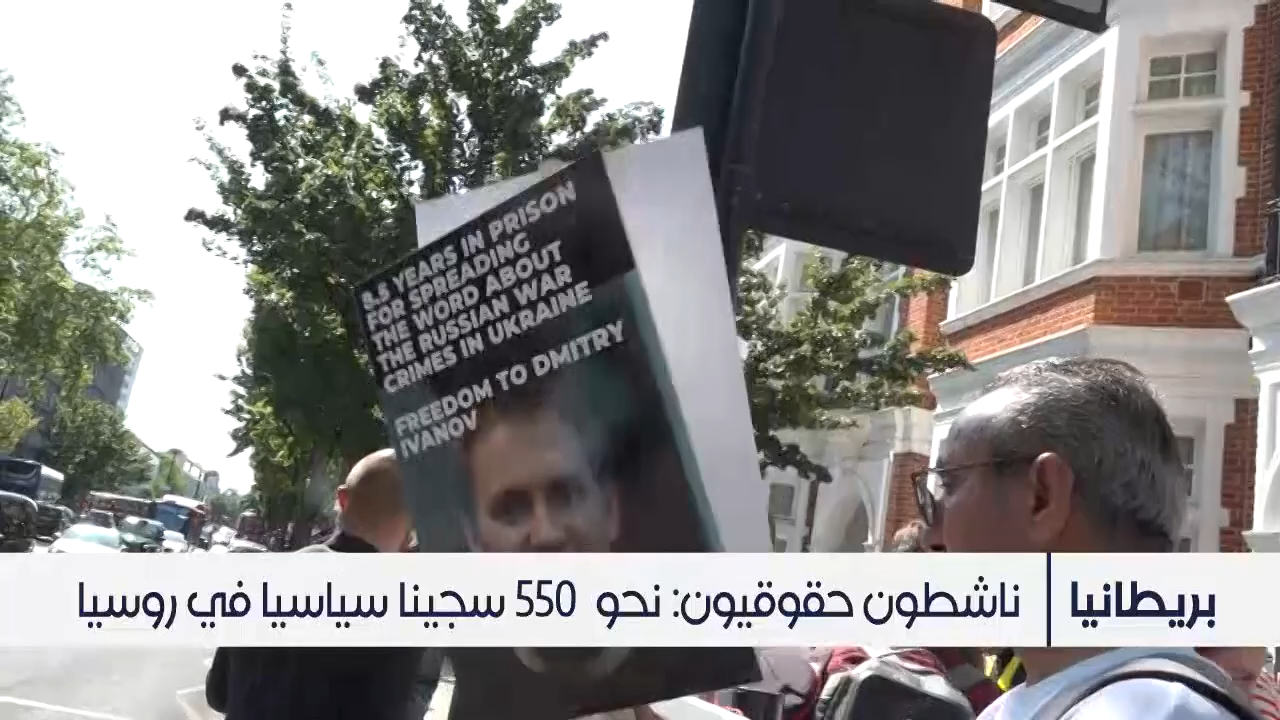 8.5 YEARS IN PRISON
FOR SPREADING
THE WORD ABOUT
THE RUSSIAN WAR
CRIMES IN UKRAINE
FREEDOM TO DMITRY
IVANOV
بريطانيا
ناشطون حقوقيون: نحو 550 سجينا سياسيا في روسيا